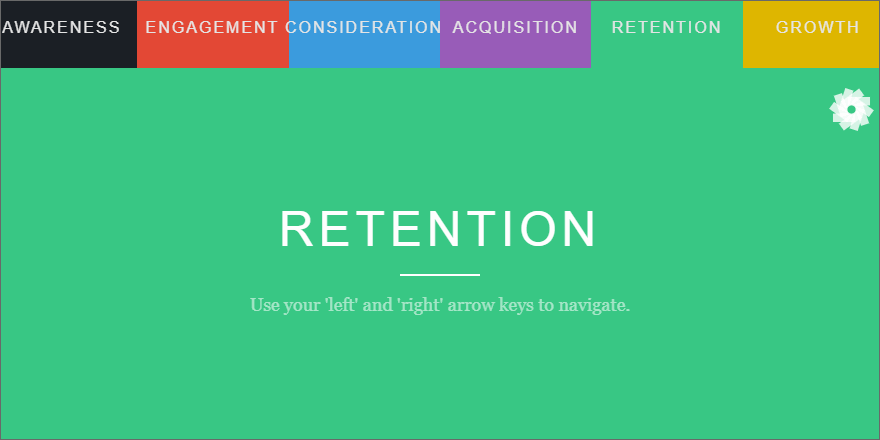 AWARENESS ENGAGEMENT CONSIDERATION ACQUISITION RETENTION GROWTH
RETENTION
Use your 'left' and 'right' arrow keys to navigate.